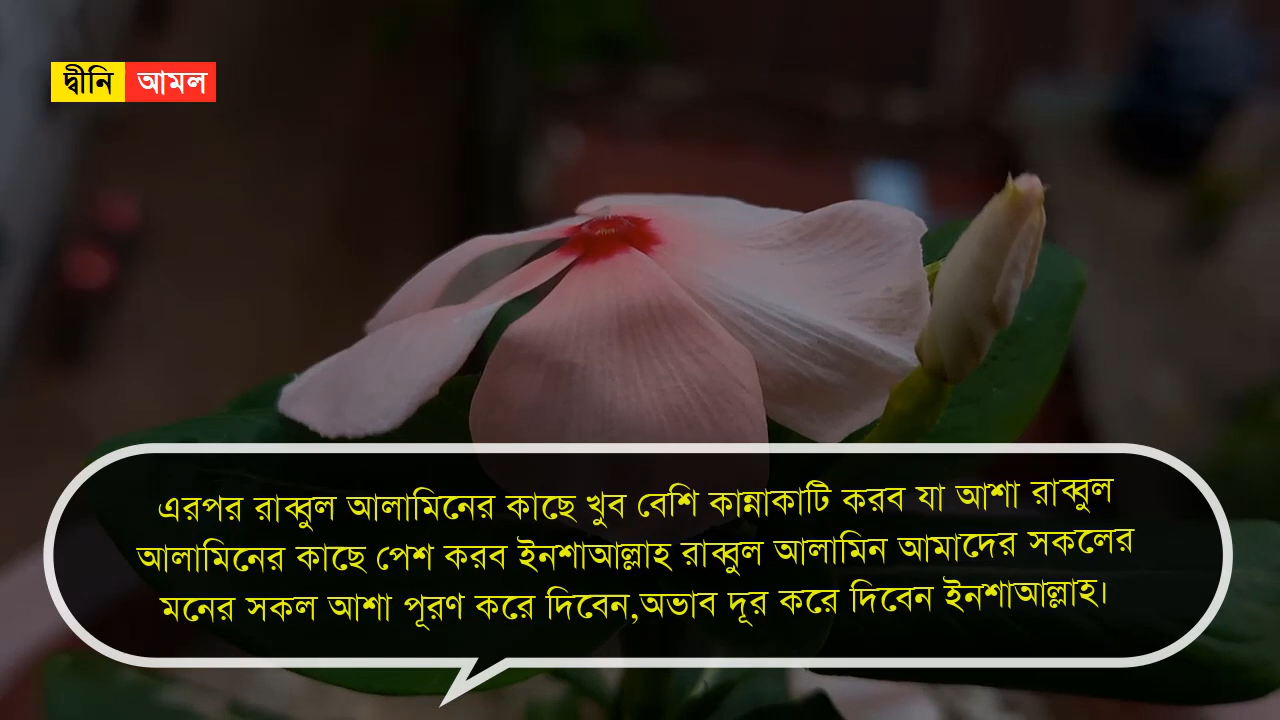 দ্বীনি আমল
এরপর রাব্বুল আলামিনের কাছে খুব বেশি কান্নাকাটি করব যা আশা রাব্বুল
আলামিনের কাছে পেশ করব ইনশাআল্লাহ রাব্বুল আলামিন আমাদের সকলের
মনের সকল আশা পূরণ করে দিবেন,অভাব দূর করে দিবেন ইনশাআল্লাহ।